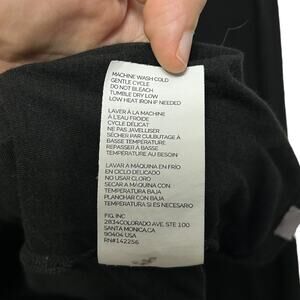 MACHINE WASH COLD
GENTLE CYCLE
DO NOT BLEACH
TUMBLE DRY LOW
LOW HEAT IRON IF NEEDED
LAVER À LA MACHINE
À L'EAU FROIDE
CYCLE DÉLICAT
NE PAS JAVELLISER
SÉCHER PAR CULBUTAGE À
BASSE TEMPÉRATURE.
REPASSER À BASSE
TEMPÉRATURE AU BESOIN
LAVAR A MÁQUINA EN FRÍO
EN CICLO DELICADO
NO USAR CLORO
SECAR A MÁQUINA CON
TEMPERATURA BAJA
PLANCHAR CON BAJA
TEMPERATURA SI ES NECESARIO
FIGS, INC
2834COLORADO AVE. STE 100
SANTA MONICA,CA
90404 USA
RN#142256